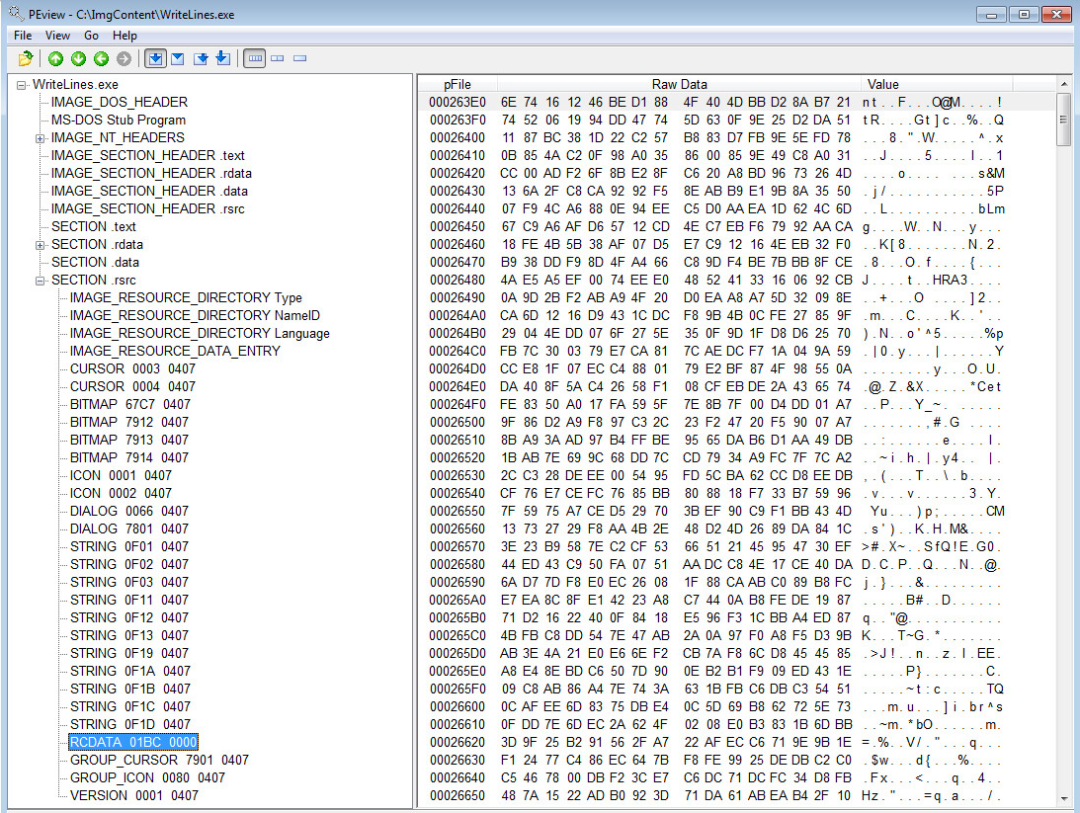 PEview - C:\ImgContent\WriteLines.exe
File View Go Help
WriteLines.exe
IMAGE_DOS_HEADER
MS-DOS Stub Program
IMAGE_NT_HEADERS
IMAGE_SECTION_HEADER .text
IMAGE_SECTION_HEADER .rdata
IMAGE_SECTION_HEADER .data
IMAGE_SECTION_HEADER .rsrc
SECTION .text
SECTION .rdata
SECTION .data
SECTION .rsrc
IMAGE_RESOURCE_DIRECTORY Type
IMAGE_RESOURCE_DIRECTORY NameID
IMAGE_RESOURCE_DIRECTORY Language
IMAGE_RESOURCE_DATA_ENTRY
CURSOR 0003 0407
CURSOR 0004 0407
BITMAP 67C7 0407
BITMAP 7912 0407
BITMAP 7913 0407
BITMAP 7914 0407
ICON 0001 0407
ICON 0002 0407
DIALOG 0066 0407
DIALOG 7801 0407
STRING 0F01 0407
STRING 0F02 0407
STRING 0F03 0407
STRING 0F11 0407
STRING 0F12 0407
STRING 0F13 0407
STRING 0F19 0407
STRING 0F1A 0407
STRING 0F1B 0407
STRING 0F1C 0407
STRING 0F1D 0407
RCDATA 01BC 0000
GROUP_CURSOR 7901 0407
GROUP_ICON 0080 0407
VERSION 0001 0407
pFile Raw Data Value
000263E0 6E 74 16 12 46 BE D1 88 4F 40 4D BB D2 8A B7 21 nt..F...O@M....!
000263F0 74 52 06 19 94 DD 47 74 5D 63 0F 9E 25 D2 DA 51 tR....Gt]c..%..Q
00026400 11 87 BC 38 1D 22 C2 57 B8 83 D7 FB 9E 5E FD 78 ...8.".W.....^.x
00026410 0B 85 4A C2 0F 98 A0 35 86 00 85 9E 49 C8 A0 31 ..J....5....I..1
00026420 CC 00 AD F2 6F 8B E2 8F C6 20 A8 BD 96 73 26 4D ....o.... ...s&M
00026430 13 6A 2F C8 CA 92 92 F5 8E AB B9 E1 9B 8A 35 50 .j/...........5P
00026440 07 F9 4C A6 88 0E 94 EE C5 D0 AA EA 1D 62 4C 6D ..L..........bLm
00026450 67 C9 A6 AF D6 57 12 CD 4E C7 EB F6 79 92 AA CA g....W..N...y...
00026460 18 FE 4B 5B 38 AF 07 D5 E7 C9 12 16 4E EB 32 F0 ..K[8.......N.2.
00026470 B9 38 DD F9 8D 4F A4 66 C8 9D F4 BE 7B BB 8F CE .8...O.f....{...
00026480 4A E5 A5 EF 00 74 EE E0 48 52 41 33 16 06 92 CB J....t..HRA3....
00026490 0A 9D 2B F2 AB A9 4F 20 D0 EA A8 A7 5D 32 09 8E ..+...O ....]2..
000264A0 CA 6D 12 16 D9 43 1C DC F8 9B 4B 0C FE 27 85 9F .m...C....K..'..
000264B0 29 04 4E DD 07 6F 27 5E 35 0F 9D 1F D8 D6 25 70 ).N..o'^5.....%p
000264C0 FB 7C 30 03 79 E7 CA 81 7C AE DC F7 1A 04 9A 59 .|0.y...|......Y
000264D0 CC E8 1F 07 EC C4 88 01 79 E2 BF 87 4F 98 55 0A ........y...O.U.
000264E0 DA 40 8F 5A C4 26 58 F1 08 CF EB DE 2A 43 65 74 .@.Z.&X.....*Cet
000264F0 FE 83 50 A0 17 FA 59 5F 7E 8B 7F 00 D4 DD 01 A7 ..P...Y_~. .....
00026500 9F 86 D2 A9 F8 97 C3 2C 23 F2 47 20 F5 90 07 A7 .......,#.G ....
00026510 8B A9 3A AD 97 B4 FF BE 95 65 DA B6 D1 AA 49 DB ..:......e....I.
00026520 1B AB 7E 69 9C 68 DD 7C CD 79 34 A9 FC 7F 7C A2 ..~i.h.|.y4.. |.
00026530 2C C3 28 DE EE 00 54 95 FD 5C BA 62 CC D8 EE DB ,.(...T..\.b....
00026540 CF 76 E7 CE FC 76 85 BB 80 88 18 F7 33 B7 59 96 .v...v......3.Y.
00026550 7F 59 75 A7 CE D5 29 70 3B EF 90 C9 F1 BB 43 4D Yu...)p;.....CM
00026560 13 73 27 29 F8 AA 4B 2E 48 D2 4D 26 89 DA 84 1C .s')..K.H.M&....
00026570 3E 23 B9 58 7E C2 CF 53 66 51 21 45 95 47 30 EF >#.X~..SfQ!E.G0.
00026580 44 ED 43 C9 50 FA 07 51 AA DC C8 4E 17 CE 40 DA D.C.P..Q...N..@.
00026590 6A D7 7D F8 E0 EC 26 08 1F 88 CA AB C0 89 B8 FC j.}...&.........
000265A0 E7 EA 8C 8F E1 42 23 A8 C7 44 0A B8 FE DE 19 87 .....B#..D......
000265B0 71 D2 16 22 40 0F 84 18 E5 96 F3 1C BB A4 ED 87 q.."@...........
000265C0 4B FB C8 DD 54 7E 47 AB 2A 0A 97 F0 A8 F5 D3 9B K...T~G.*.......
000265D0 AB 3E 4A 21 E0 E6 6E F2 CB 7A F8 6C D8 45 45 85 .>J!..n..z.l.EE.
000265E0 A8 E4 8E BD C6 50 7D 90 0E B2 B1 F9 09 ED 43 1E .....P}.......C.
000265F0 09 C8 AB 86 A4 7E 74 3A 63 1B FB C6 DB C3 54 51 .....~t:c.....TQ
00026600 0C AF EE 6D 83 75 DB E4 0C 5D 69 B8 62 72 5E 73 ...m.u...]i.br^s
00026610 0F DD 7E 6D EC 2A 62 4F 02 08 E0 B3 83 1B 6D BB ..~m.*bO......m.
00026620 3D 9F 25 B2 91 56 2F A7 22 AF EC C6 71 9E 9B 1E =.%..V/."...q...
00026630 F1 24 77 C4 86 EC 64 7B F8 FE 99 25 DE DB C2 C0 .$w...d{...%....
00026640 C5 46 78 00 DB F2 3C E7 C6 DC 71 DC FC 34 D8 FB .Fx...<...q..4..
00026650 48 7A 15 22 AD B0 92 3D 71 DA 61 AB EA B4 2F 10 Hz."...=q.a.../.